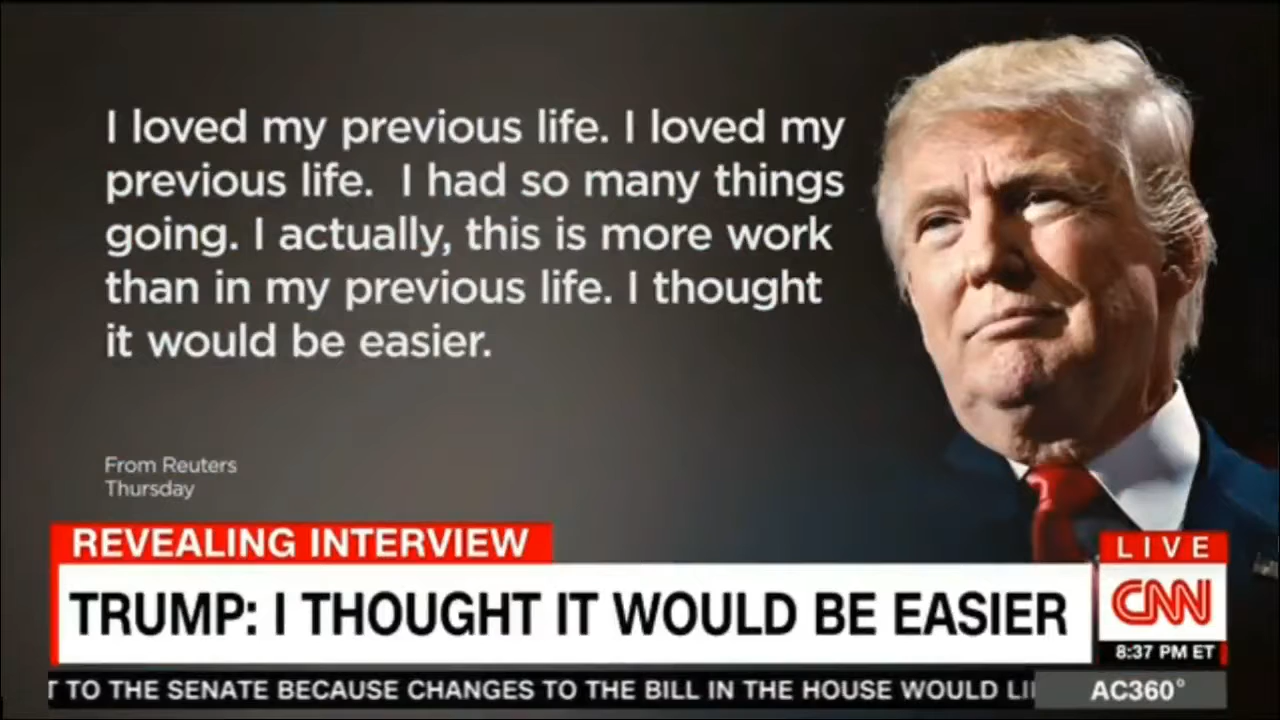 I loved my previous life. I loved my
previous life.  I had so many things
going. I actually, this is more work
than in my previous life. I thought
it would be easier.
From Reuters
Thursday
REVEALING INTERVIEW
TRUMP: I THOUGHT IT WOULD BE EASIER
LIVE
CNN
8:37 PM ET
TO THE SENATE BECAUSE CHANGES TO THE BILL IN THE HOUSE WOULD
AC360°